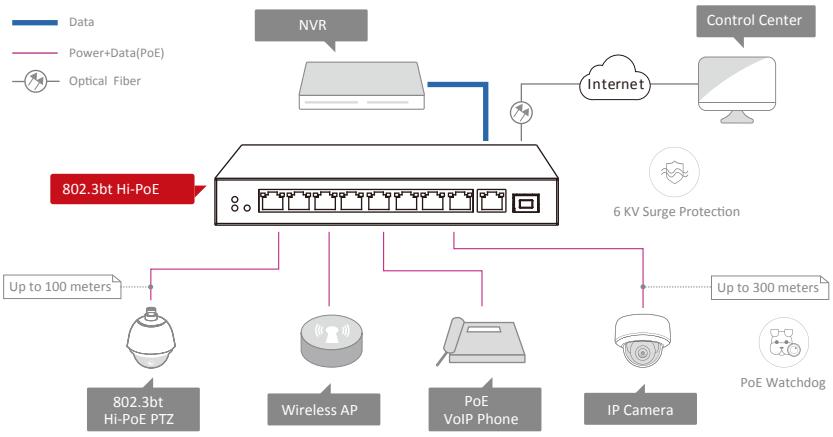 Data
Power+Data(PoE)
Optical Fiber
NVR
Control Center
Internet
802.3bt Hi-PoE
6 KV Surge Protection
Up to 100 meters
Up to 300 meters
802.3bt
Hi-PoE PTZ
Wireless AP
PoE
VoIP Phone
IP Camera
PoE Watchdog